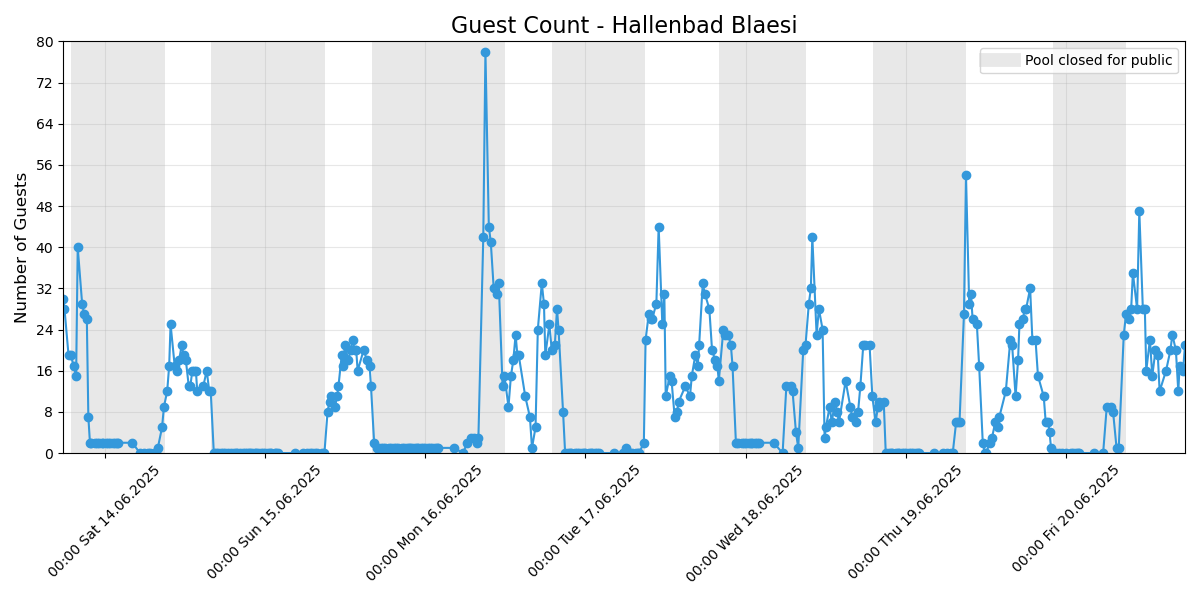 Guest Count - Hallenbad Blaesi
Pool closed for public
Number of Guests
80
72
64
56
48
40
32
24
16
8
0
00:00 Sat 14.06.2025
00:00 Sun 15.06.2025
00:00 Mon 16.06.2025
00:00 Tue 17.06.2025
00:00 Wed 18.06.2025
00:00 Thu 19.06.2025
00:00 Fri 20.06.2025